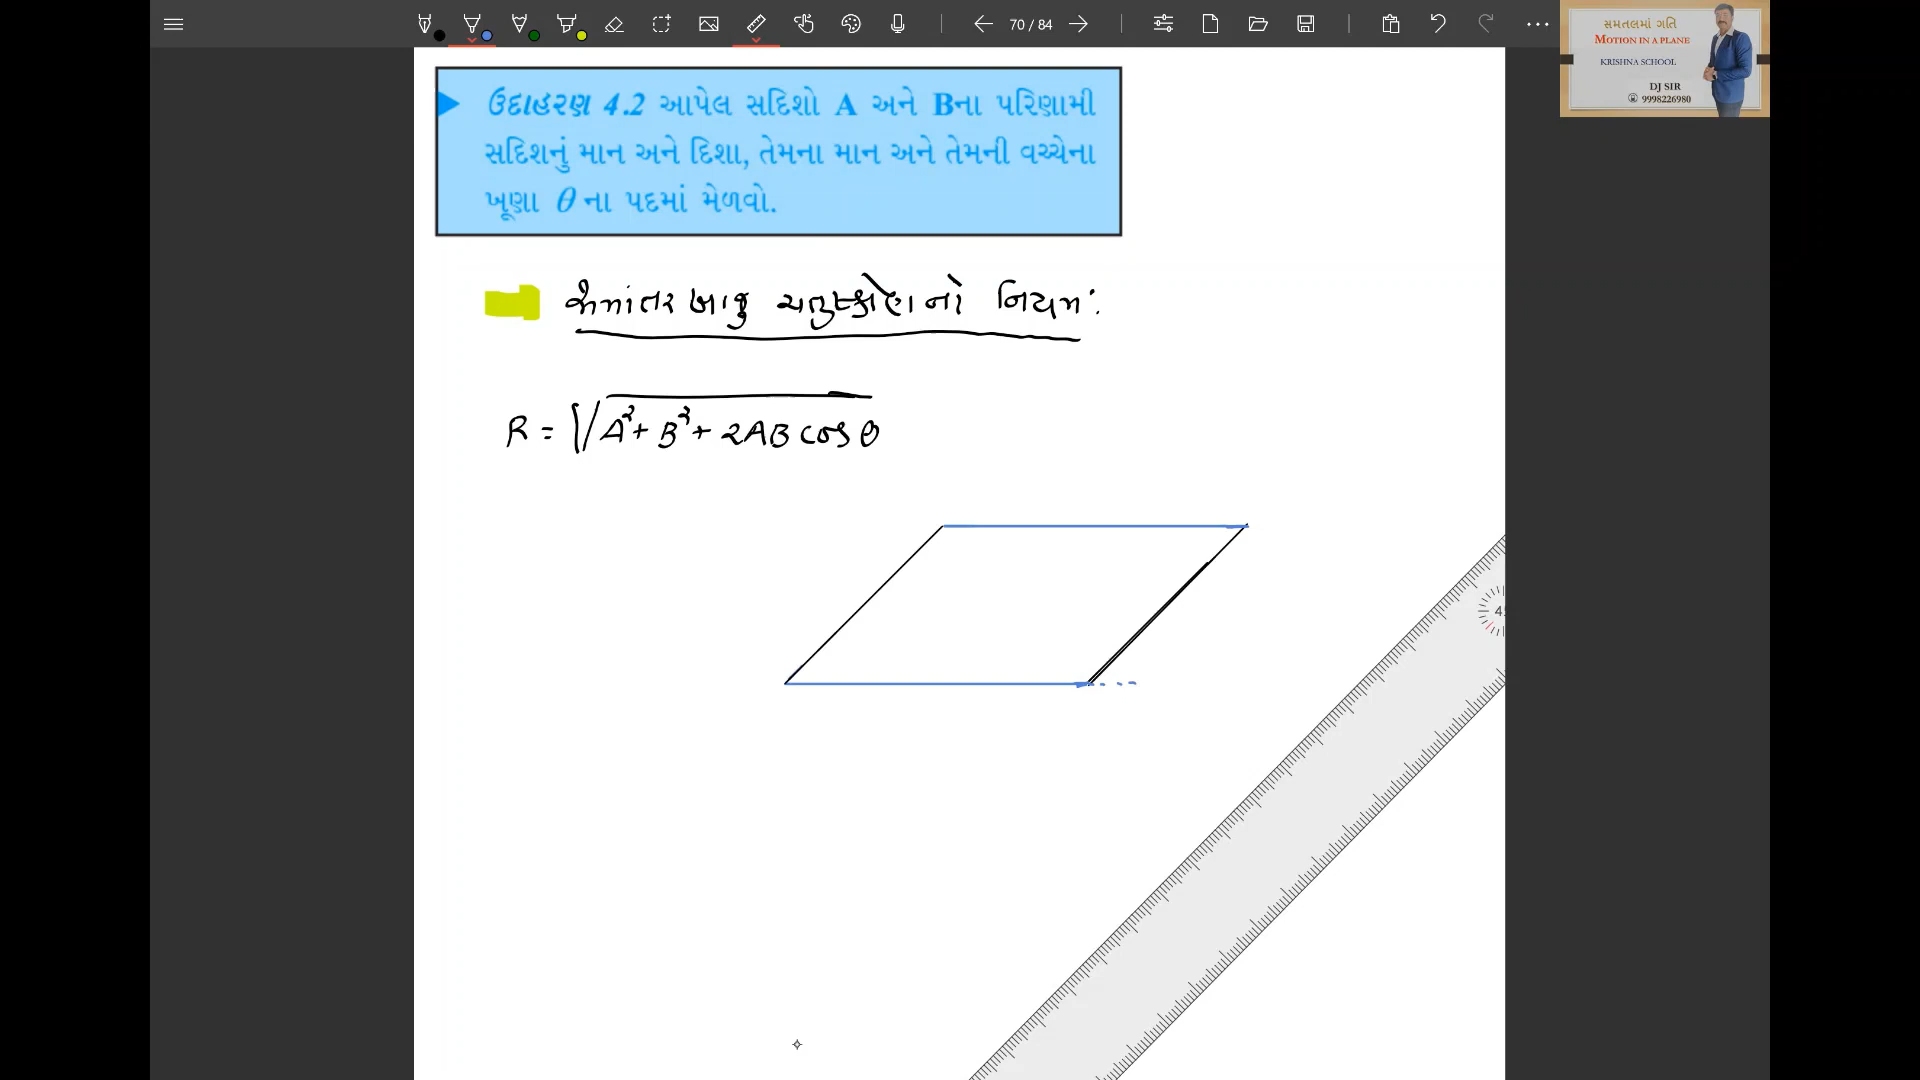 70 / 84
સમતલમાં ગતિ
MOTION IN A PLANE
KRISHNA SCHOOL
DJ SIR
9998226980
ઉદાહરણ 4.2 આપેલ સદિશો A અને Bના પરિણામી
સદિશનું માન અને દિશા, તેમના માન અને તેમની વચ્ચેના
ખૂણા θ ના પદમાં મેળવો.
સમાંતર બાજુ ચતુષ્કોણનો નિયમ:
R = √A²+ B²+ 2AB cos θ